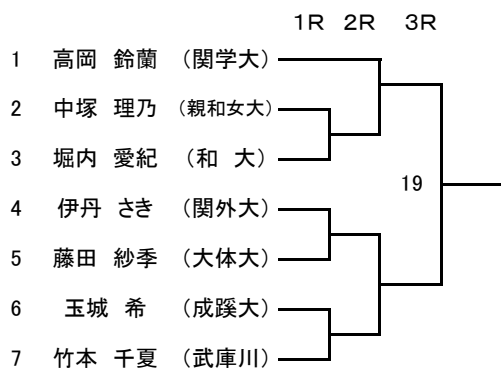 1R 2R 3R
1 高岡 鈴蘭 （関学大）
2 中塚 理乃 （親和女大）
3 堀内 愛紀 （和 大）
19
4 伊丹 さき （関外大）
5 藤田 紗季 （大体大）
6 玉城 希 （成蹊大）
7 竹本 千夏 （武庫川）